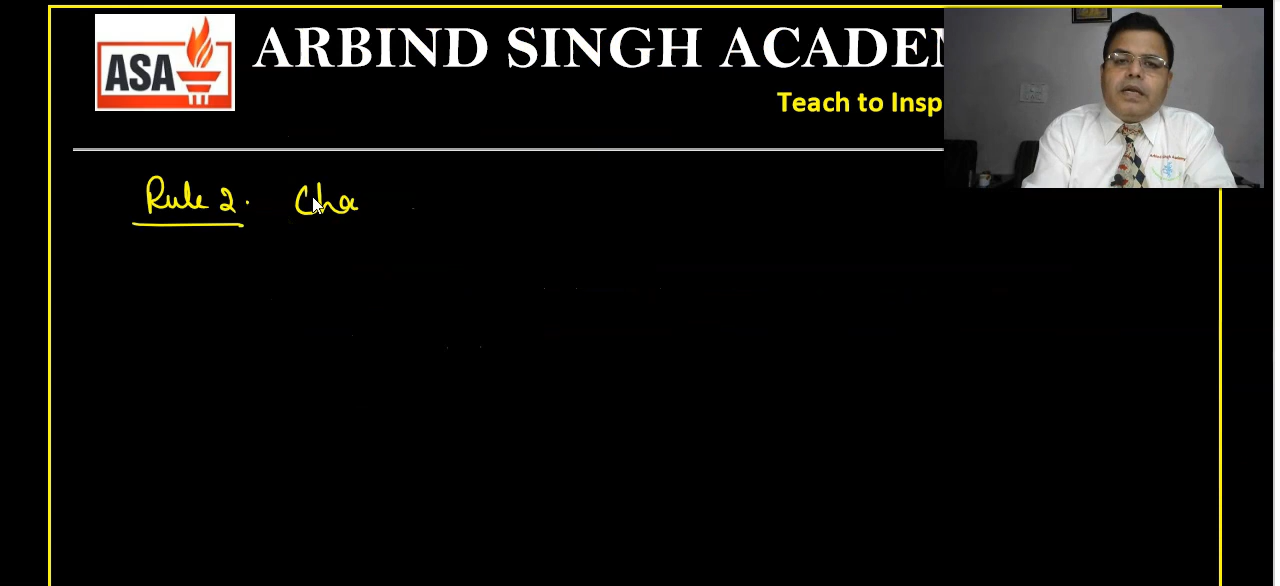 ASA
ARBIND SINGH ACADEM
Teach to Insp
Rule 2. Cha